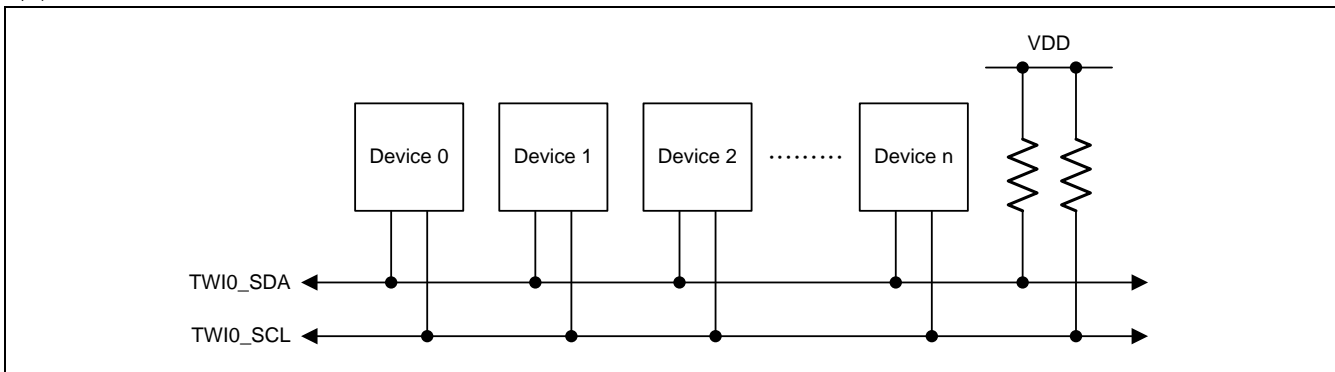 VDD
Device 0 Device 1 Device 2 ......... Device n
TWI0_SDA
TWI0_SCL